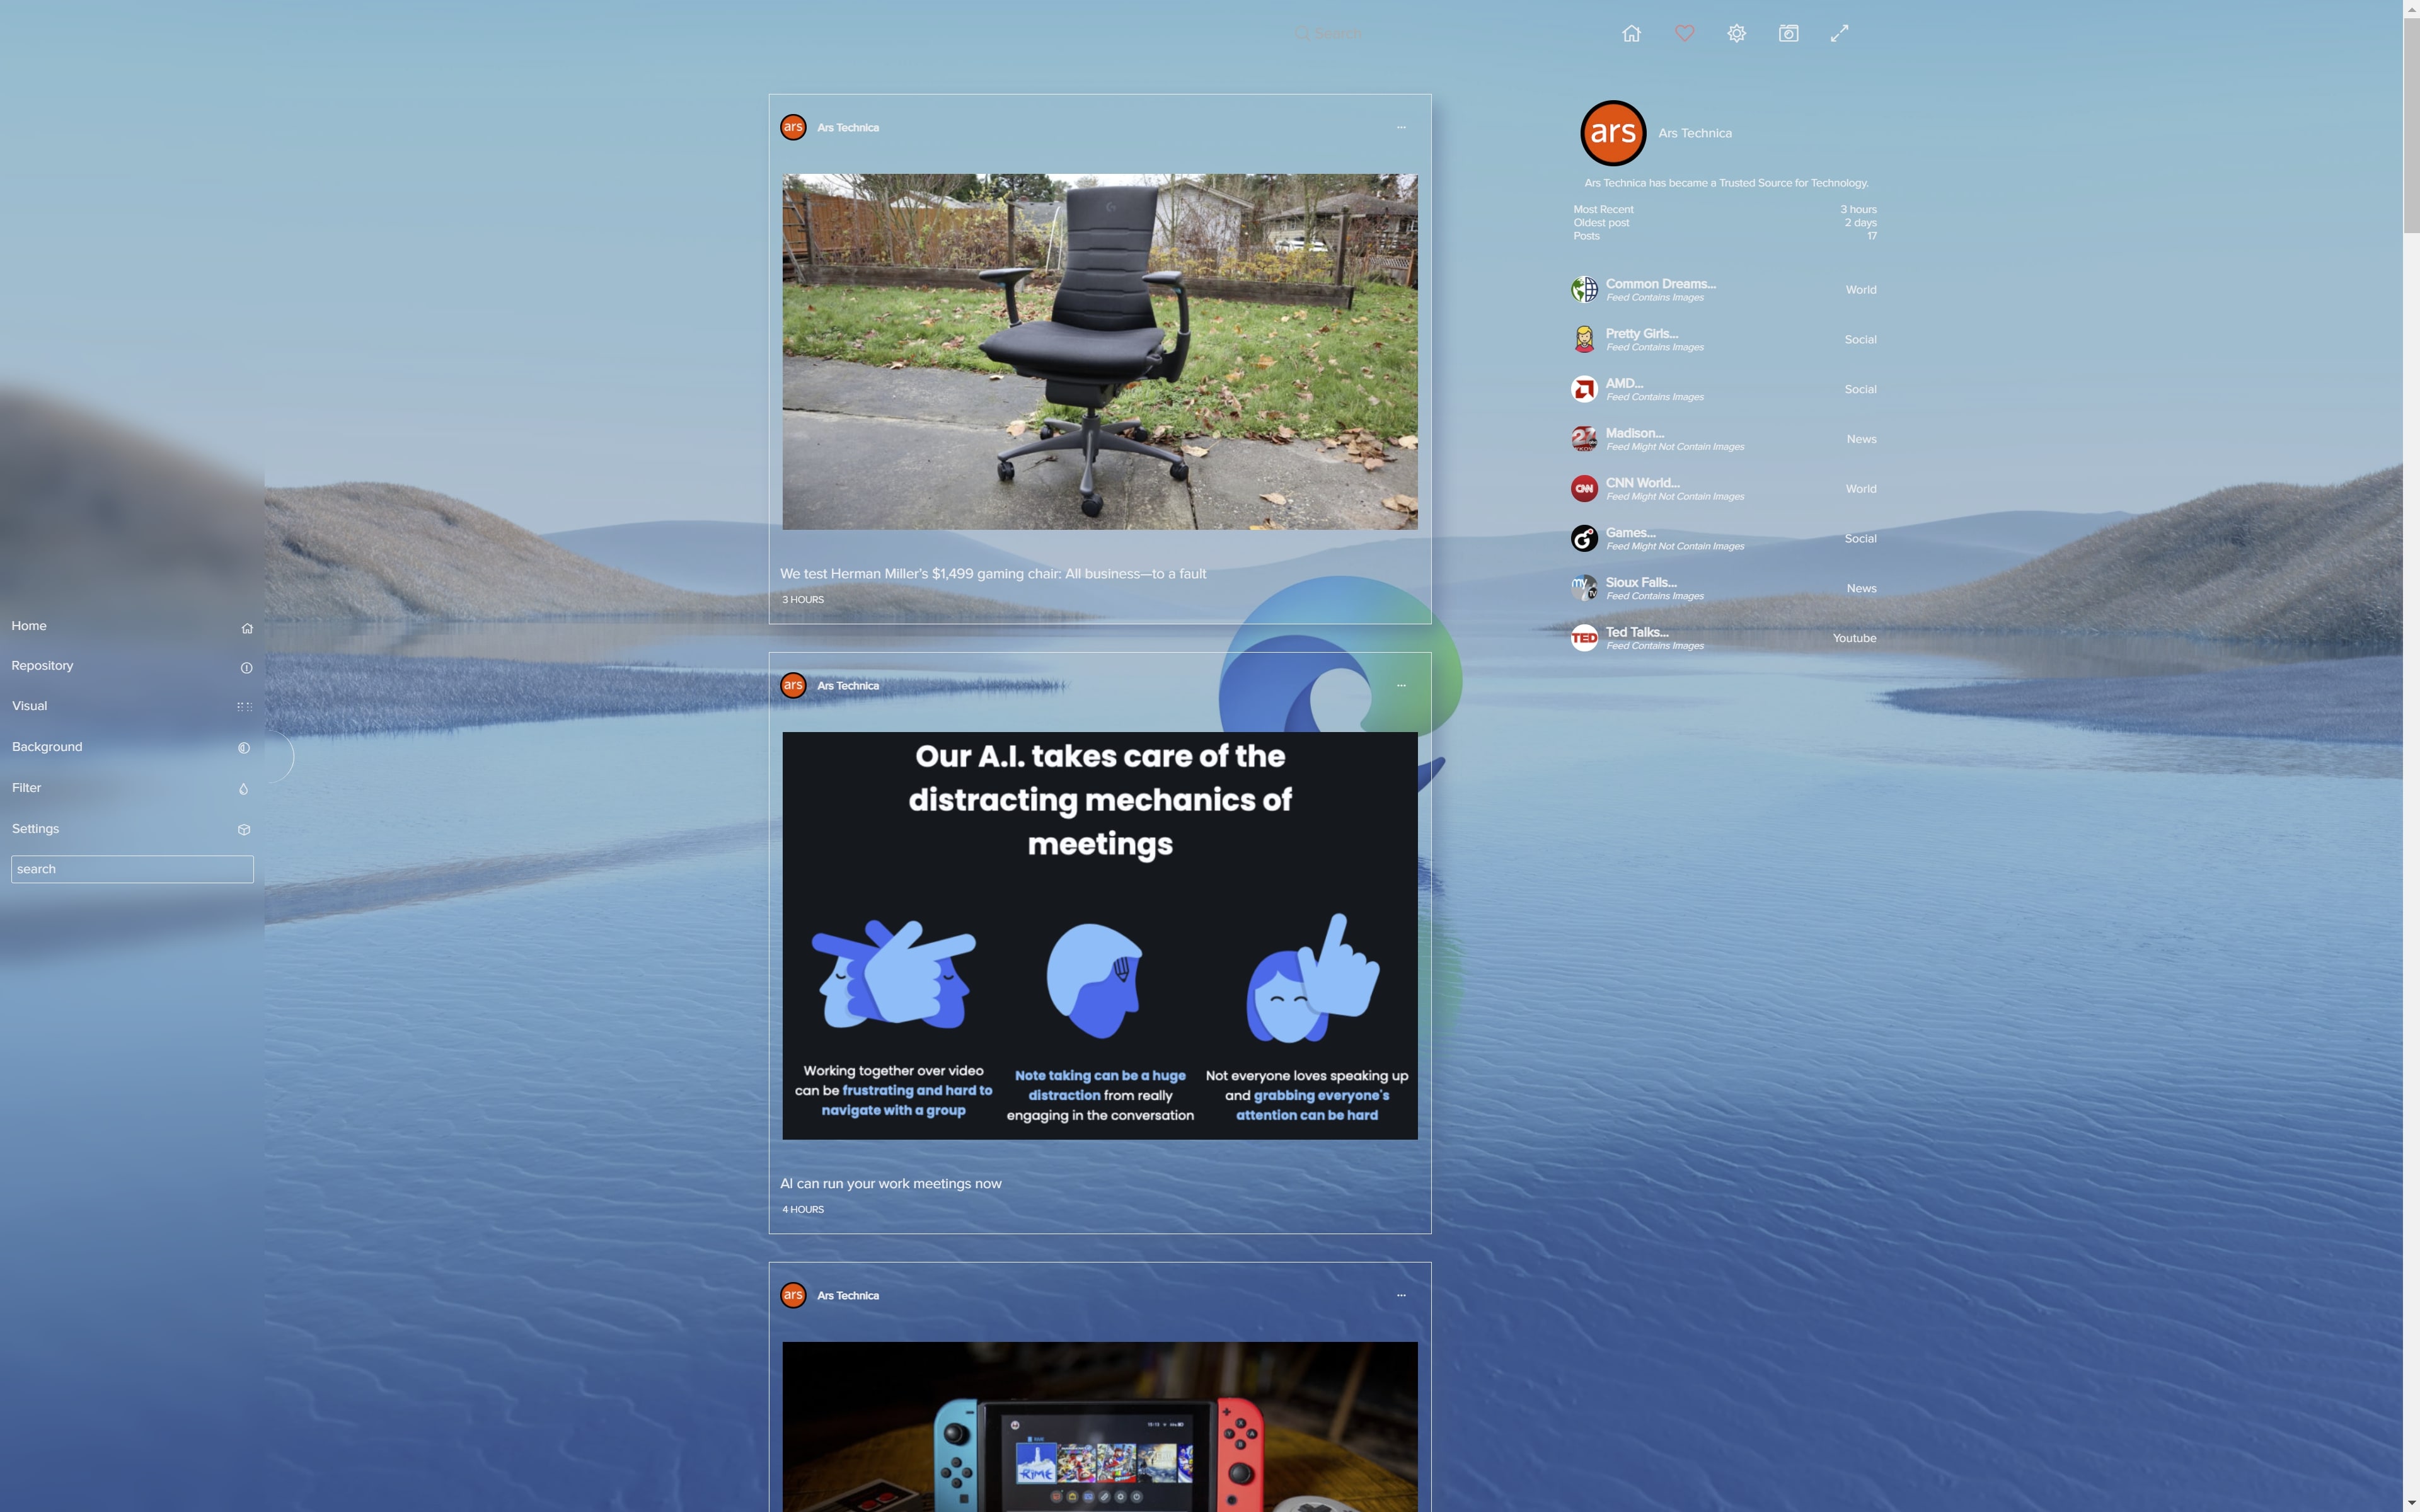 Search
ars
Ars Technica
...
We test Herman Miller's $1,499 gaming chair: All business—to a fault
3 HOURS
ars
Ars Technica
...
Our A.I. takes care of the
distracting mechanics of
meetings
Working together over video
can be frustrating and hard to
navigate with a group
Note taking can be a huge
distraction from really
engaging in the conversation
Not everyone loves speaking up
and grabbing everyone's
attention can be hard
AI can run your work meetings now
4 HOURS
ars
Ars Technica
...
RIME
Home
Repository
Visual
Background
Filter
Settings
search
ars
Ars Technica
Ars Technica has became a Trusted Source for Technology.
Most Recent 3 hours
Oldest post 2 days
Posts 17
Common Dreams... World
Feed Contains Images
Pretty Girls... Social
Feed Contains Images
AMD... Social
Feed Contains Images
27 Madison... News
Feed Might Not Contain Images
CNN CNN World... World
Feed Might Not Contain Images
Games... Social
Feed Might Not Contain Images
my TV Sioux Falls... News
Feed Contains Images
TED Ted Talks... Youtube
Feed Contains Images